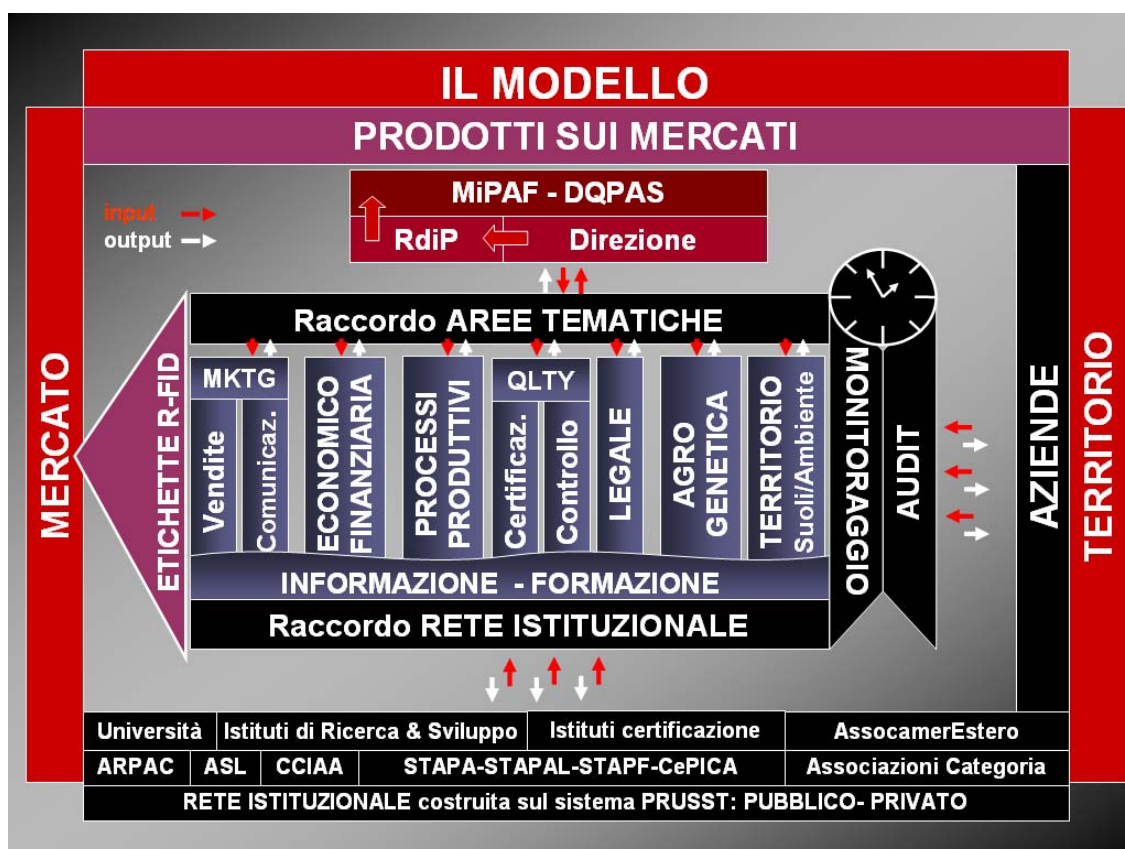 IL MODELLO
PRODOTTI SUI MERCATI
MERCATO
TERRITORIO
AZIENDE
input
output
MiPAF - DQPAS
RdiP
Direzione
ETICHETTE R-FID
Raccordo AREE TEMATICHE
MKTG
Vendite
Comunicaz.
ECONOMICO
FINANZIARIA
PROCESSI
PRODUTTIVI
QLTY
Certificaz.
Controllo
LEGALE
AGRO
GENETICA
TERRITORIO
Suoli/Ambiente
MONITORAGGIO
AUDIT
INFORMAZIONE - FORMAZIONE
Raccordo RETE ISTITUZIONALE
Università
Istituti di Ricerca & Sviluppo
Istituti certificazione
AssocamerEstero
ARPAC
ASL
CCIAA
STAPA-STAPAL-STAPF-CePICA
Associazioni Categoria
RETE ISTITUZIONALE costruita sul sistema PRUSST: PUBBLICO- PRIVATO